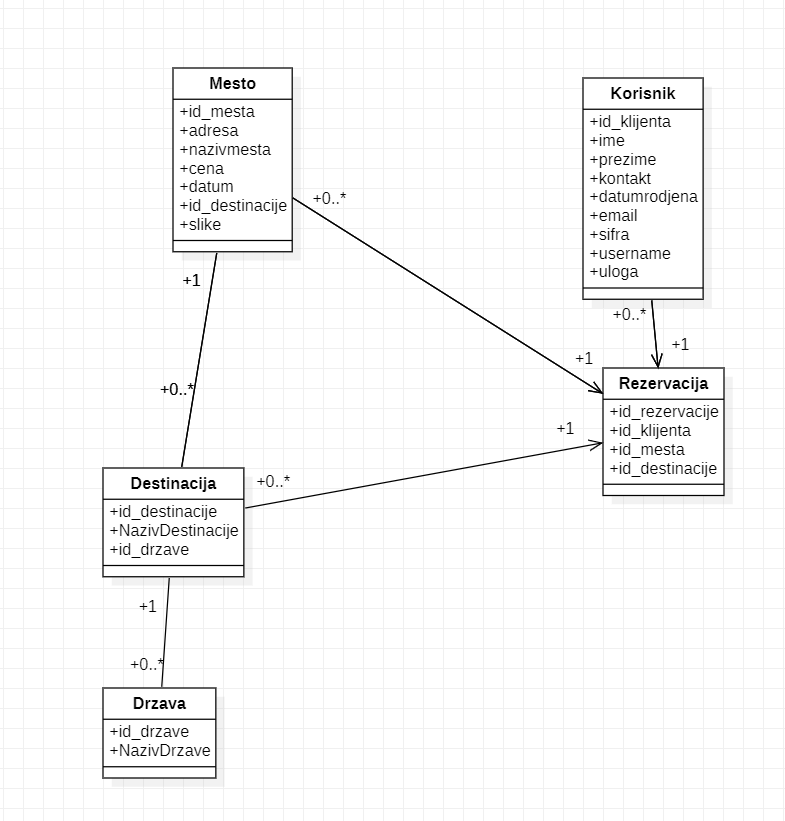 Mesto
+id_mesta
+adresa
+nazivmesta
+cena
+datum
+id_destinacije
+slike
Korisnik
+id_klijenta
+ime
+prezime
+kontakt
+datumrodjena
+email
+sifra
+username
+uloga
+0..*
+1
+0..*
+1
+1
+0..*
Rezervacija
+id_rezervacije
+id_klijenta
+id_mesta
+id_destinacije
+1
+0..*
Destinacija
+id_destinacije
+NazivDestinacije
+id_drzave
+1
+0..*
Drzava
+id_drzave
+NazivDrzave